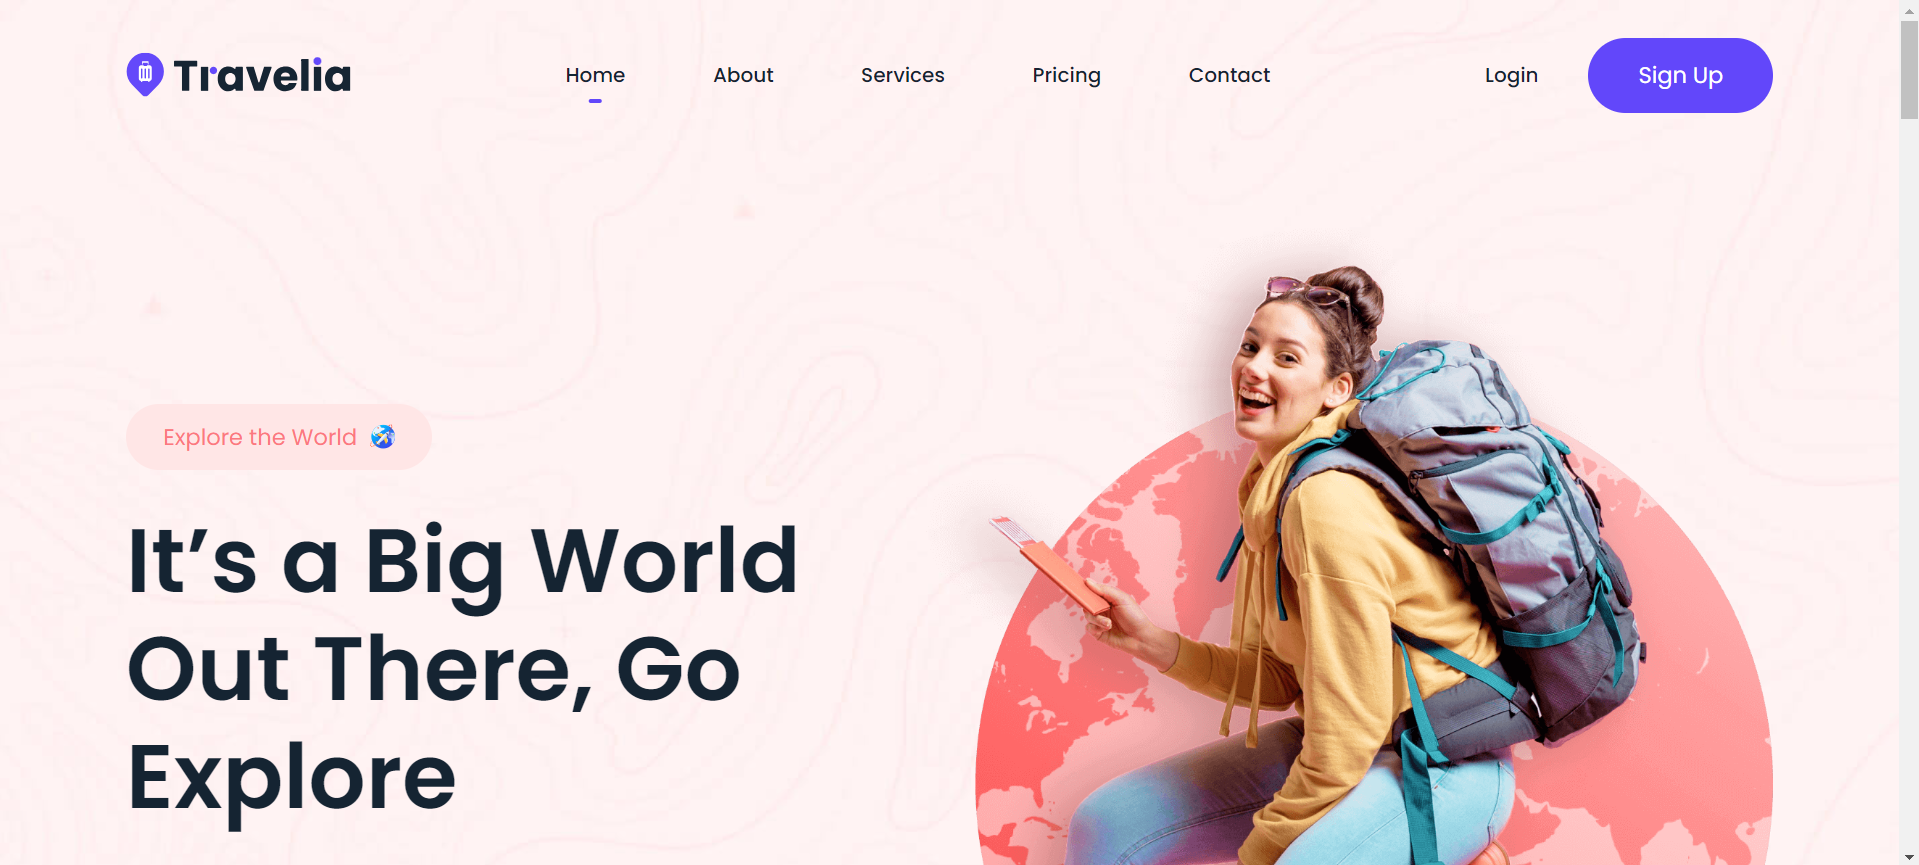 Travelia
Home About Services Pricing Contact Login Sign Up
Explore the World
It’s a Big World
Out There, Go
Explore